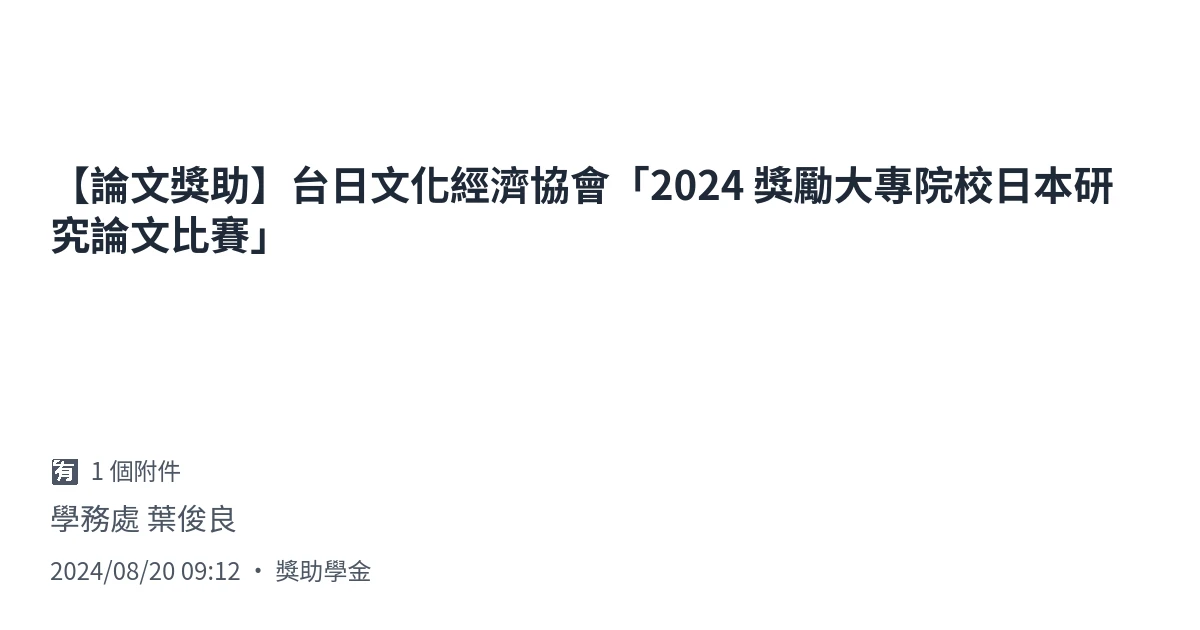 【論文獎助】台日文化經濟協會「2024 獎勵大專院校日本研
究論文比賽」
有 1 個附件
學務處 葉俊良
2024/08/20 09:12 • 獎助學金